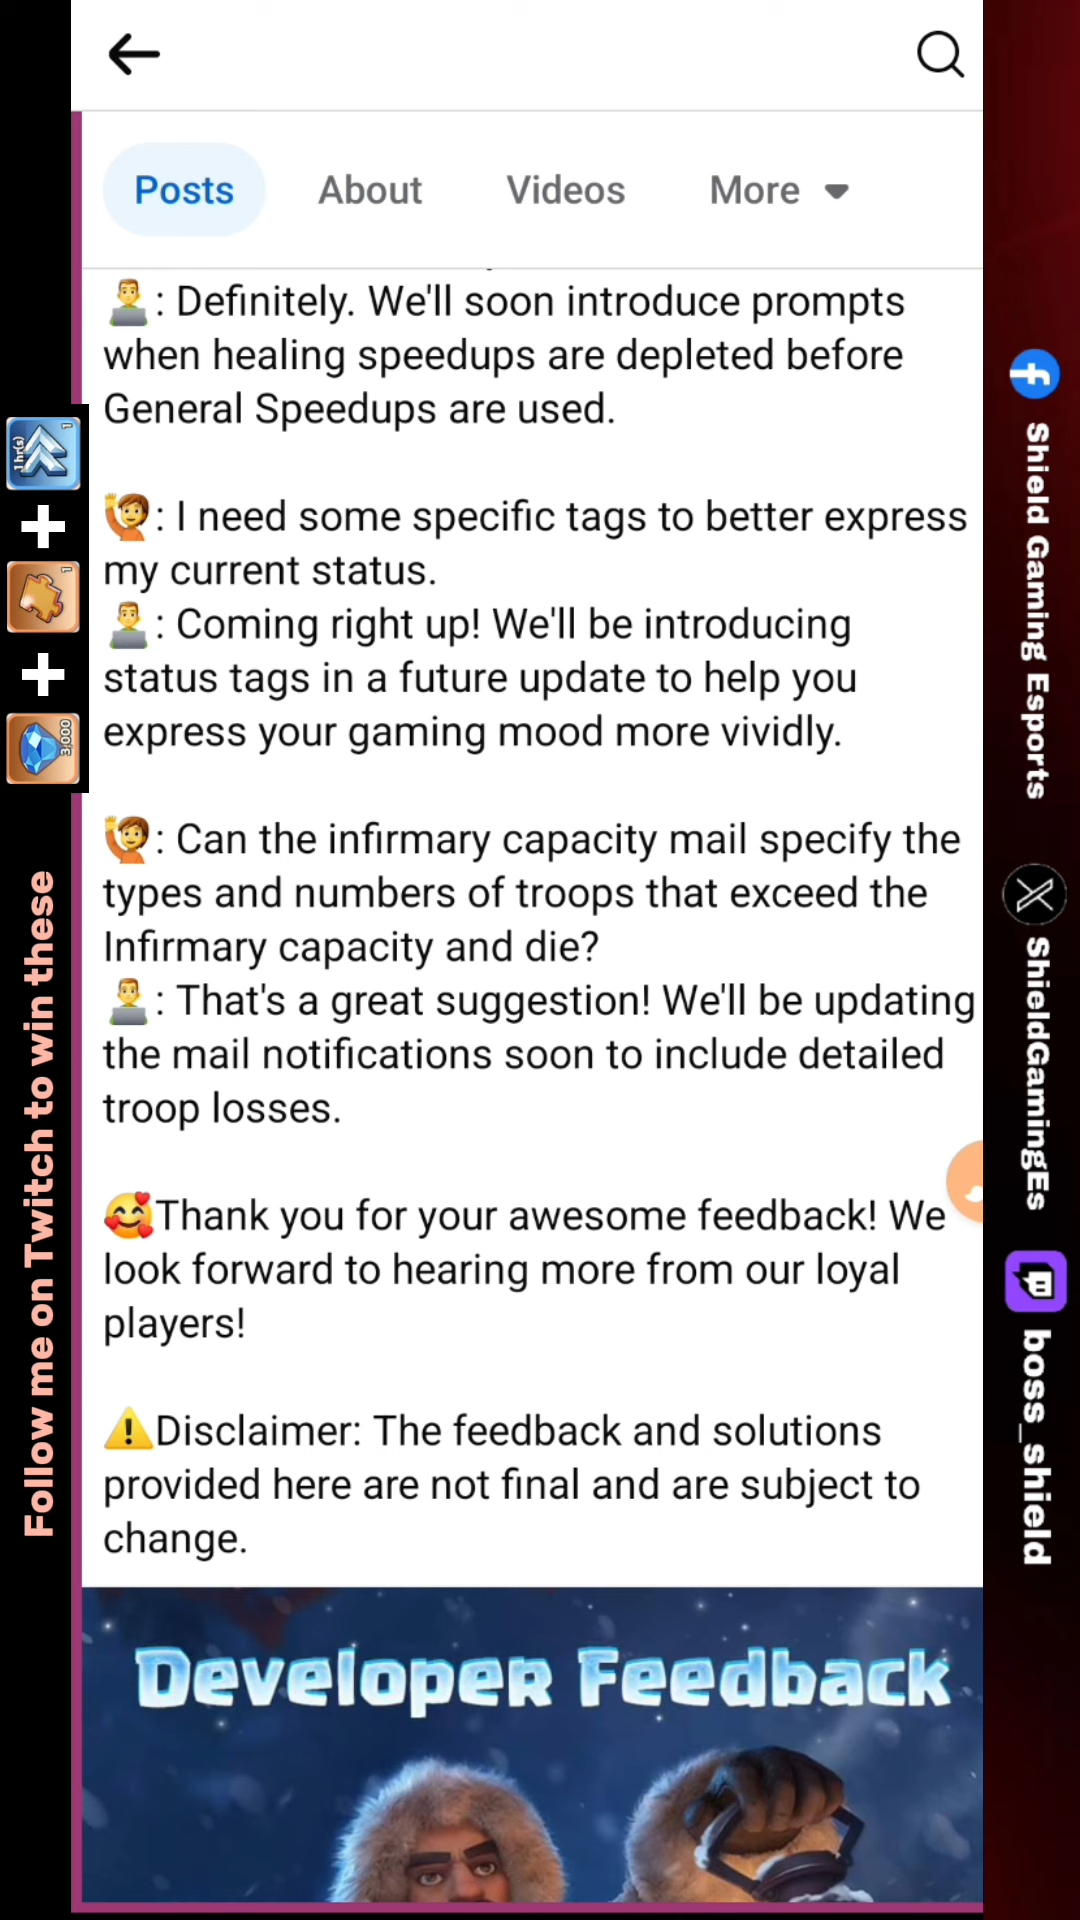 Posts About Videos More
: Definitely. We'll soon introduce prompts
when healing speedups are depleted before
General Speedups are used.
: I need some specific tags to better express
my current status.
: Coming right up! We'll be introducing
status tags in a future update to help you
express your gaming mood more vividly.
: Can the infirmary capacity mail specify the
types and numbers of troops that exceed the
Infirmary capacity and die?
: That's a great suggestion! We'll be updating
the mail notifications soon to include detailed
troop losses.
🥰Thank you for your awesome feedback! We
look forward to hearing more from our loyal
players!
⚠️Disclaimer: The feedback and solutions
provided here are not final and are subject to
change.
Developer Feedback
1 hr(s) 1
+
1
+
3,000
Follow me on Twitch to win these
Shield Gaming Esports
ShieldGamingEs
boss_shield